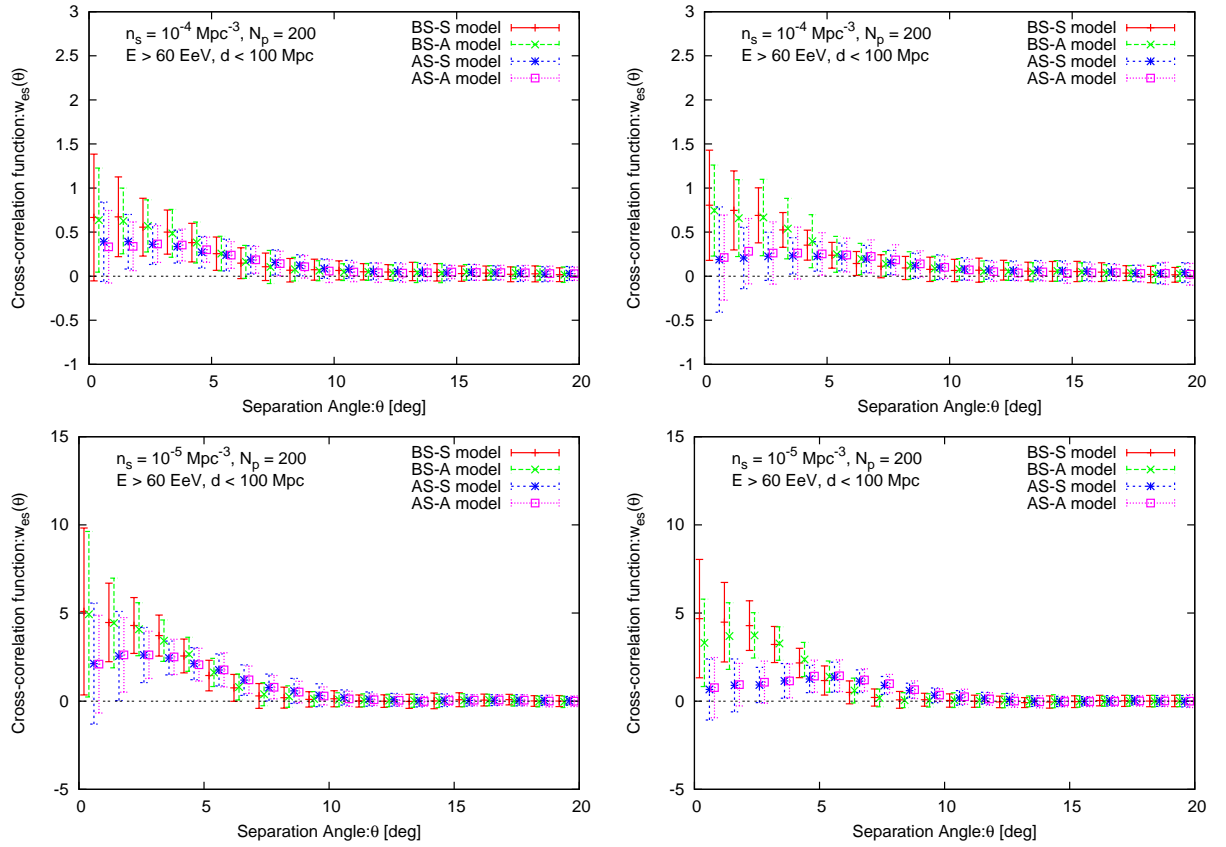 3
2.5
2
1.5
1
0.5
0
-0.5
-1
0
5
10
15
20
Cross-correlation function:w_es(θ)
Separation Angle:θ [deg]
n_s = 10^-4 Mpc^-3, N_p = 200
E > 60 EeV, d < 100 Mpc
BS-S model
BS-A model
AS-S model
AS-A model
3
2.5
2
1.5
1
0.5
0
-0.5
-1
0
5
10
15
20
Cross-correlation function:w_es(θ)
Separation Angle:θ [deg]
n_s = 10^-4 Mpc^-3, N_p = 200
E > 60 EeV, d < 100 Mpc
BS-S model
BS-A model
AS-S model
AS-A model
15
10
5
0
-5
0
5
10
15
20
Cross-correlation function:w_es(θ)
Separation Angle:θ [deg]
n_s = 10^-5 Mpc^-3, N_p = 200
E > 60 EeV, d < 100 Mpc
BS-S model
BS-A model
AS-S model
AS-A model
15
10
5
0
-5
0
5
10
15
20
Cross-correlation function:w_es(θ)
Separation Angle:θ [deg]
n_s = 10^-5 Mpc^-3, N_p = 200
E > 60 EeV, d < 100 Mpc
BS-S model
BS-A model
AS-S model
AS-A model